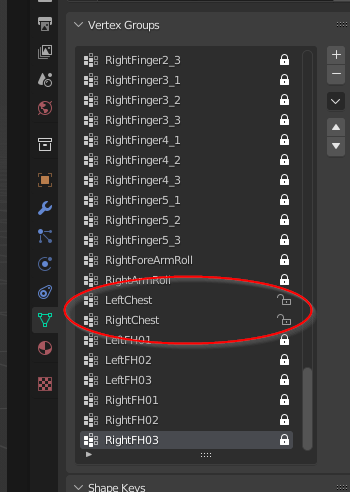 Vertex Groups
RightFinger2_3
RightFinger3_1
RightFinger3_2
RightFinger3_3
RightFinger4_1
RightFinger4_2
RightFinger4_3
RightFinger5_1
RightFinger5_2
RightFinger5_3
RightForeArmRoll
RightArmRoll
LeftChest
RightChest
LeftFH01
LeftFH02
LeftFH03
RightFH01
RightFH02
RightFH03
Shape Keys